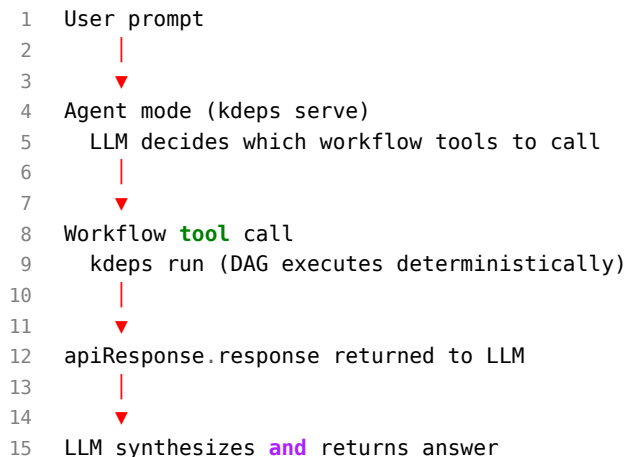 1 User prompt
2 │
3 ▼
4 Agent mode (kdeps serve)
5 LLM decides which workflow tools to call
6 │
7 ▼
8 Workflow tool call
9 kdeps run (DAG executes deterministically)
10 │
11 ▼
12 apiResponse.response returned to LLM
13 │
14 ▼
15 LLM synthesizes and returns answer